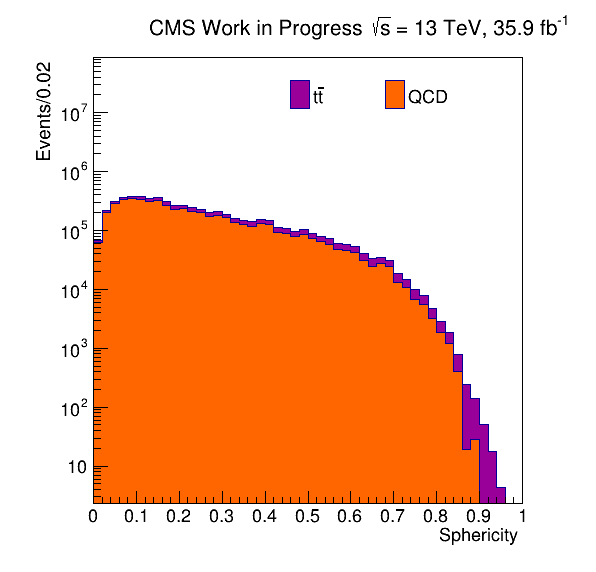 CMS Work in Progress √s = 13 TeV, 35.9 fb⁻¹
Events/0.02
tt̄
QCD
10⁷
10⁶
10⁵
10⁴
10³
10²
10
0 0.1 0.2 0.3 0.4 0.5 0.6 0.7 0.8 0.9 1
Sphericity